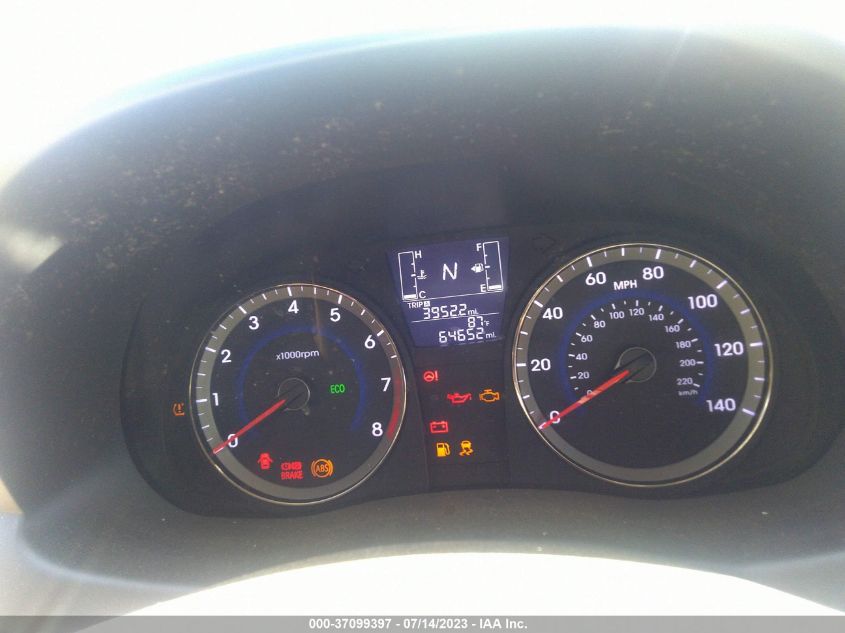 H F
N
C E
TRIP A
39522 mi.
87°F
64652 mi.
0 1 2 3 4 5 6 7 8
x1000rpm
ECO
BRAKE
ABS
0 20 40 60 80 100 120 140
MPH
20 40 60 80 100 120 140 160 180 200 220
km/h
000-37099397 / 07/14/2023 - IAA Inc.